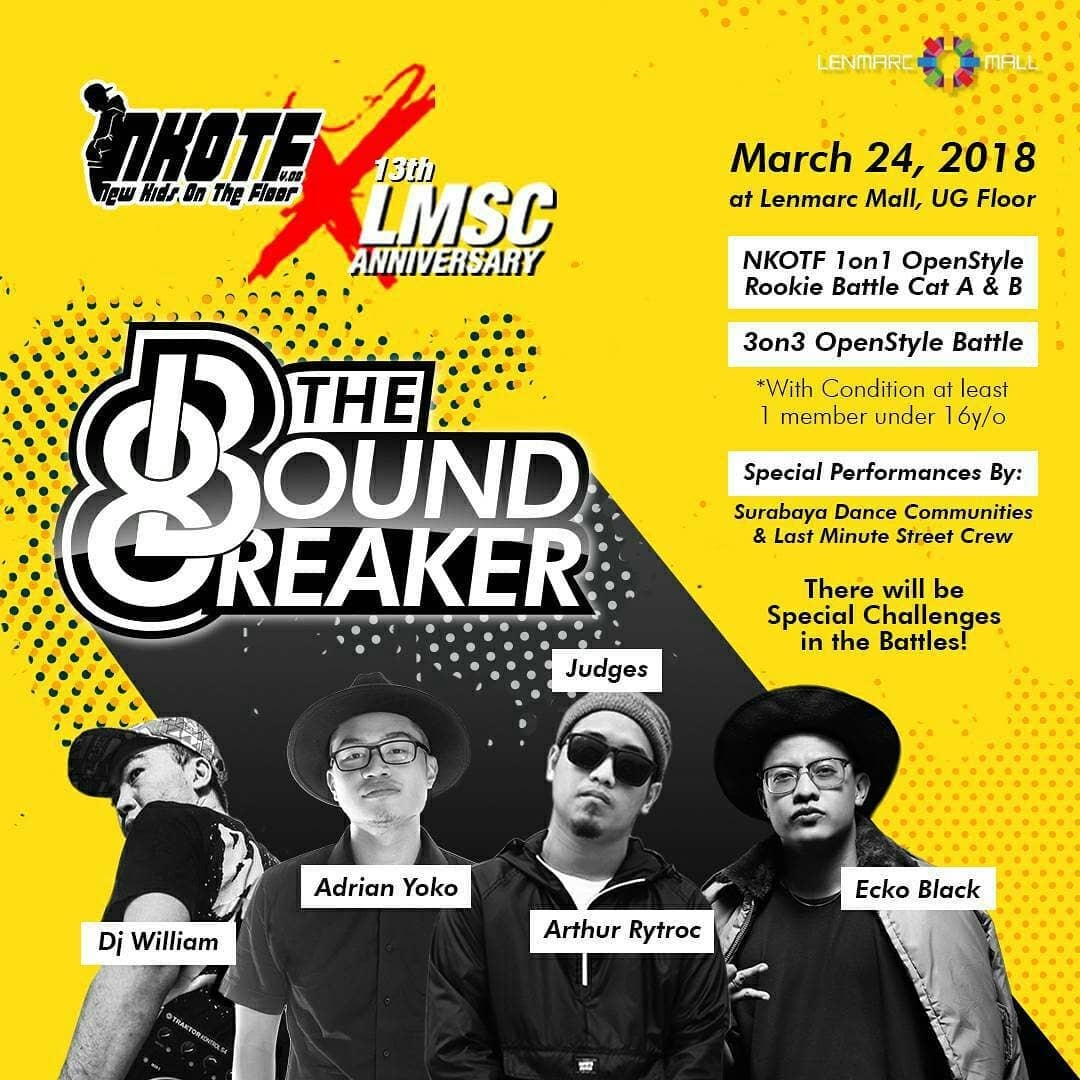 LENMARC MALL
NKOTF
V.08
New Kids On The Floor
X
13th
LMSC
ANNIVERSARY
March 24, 2018
at Lenmarc Mall, UG Floor
NKOTF 1on1 OpenStyle
Rookie Battle Cat A & B
3on3 OpenStyle Battle
*With Condition at least
1 member under 16y/o
Special Performances By:
Surabaya Dance Communities
& Last Minute Street Crew
There will be
Special Challenges
in the Battles!
THE
BOUND
BREAKER
Judges
Dj William
Adrian Yoko
Arthur Rytroc
Ecko Black
TRAKTOR KONTROL S4